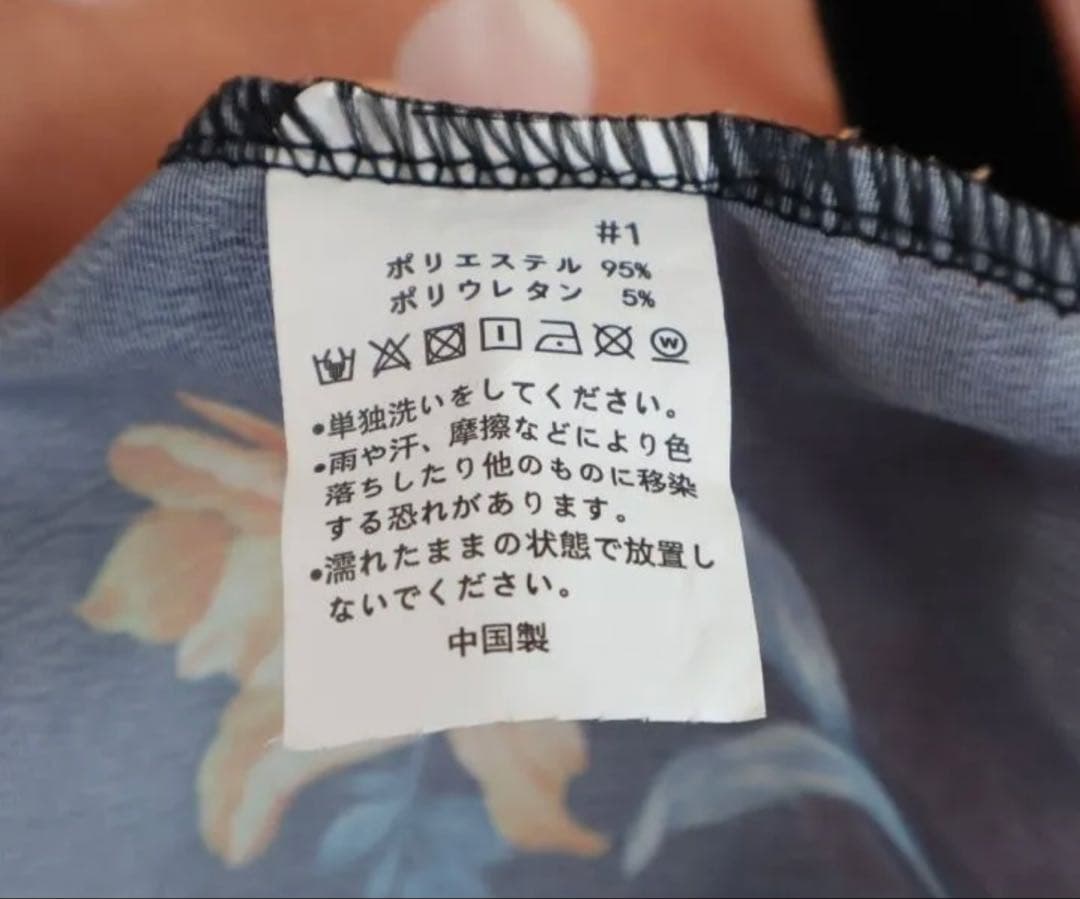 #1
ポリエステル 95%
ポリウレタン 5%
W
•単独洗いをしてください。
•雨や汗、摩擦などにより色
落ちしたり他のものに移染
する恐れがあります。
•濡れたままの状態で放置し
ないでください。
中国製